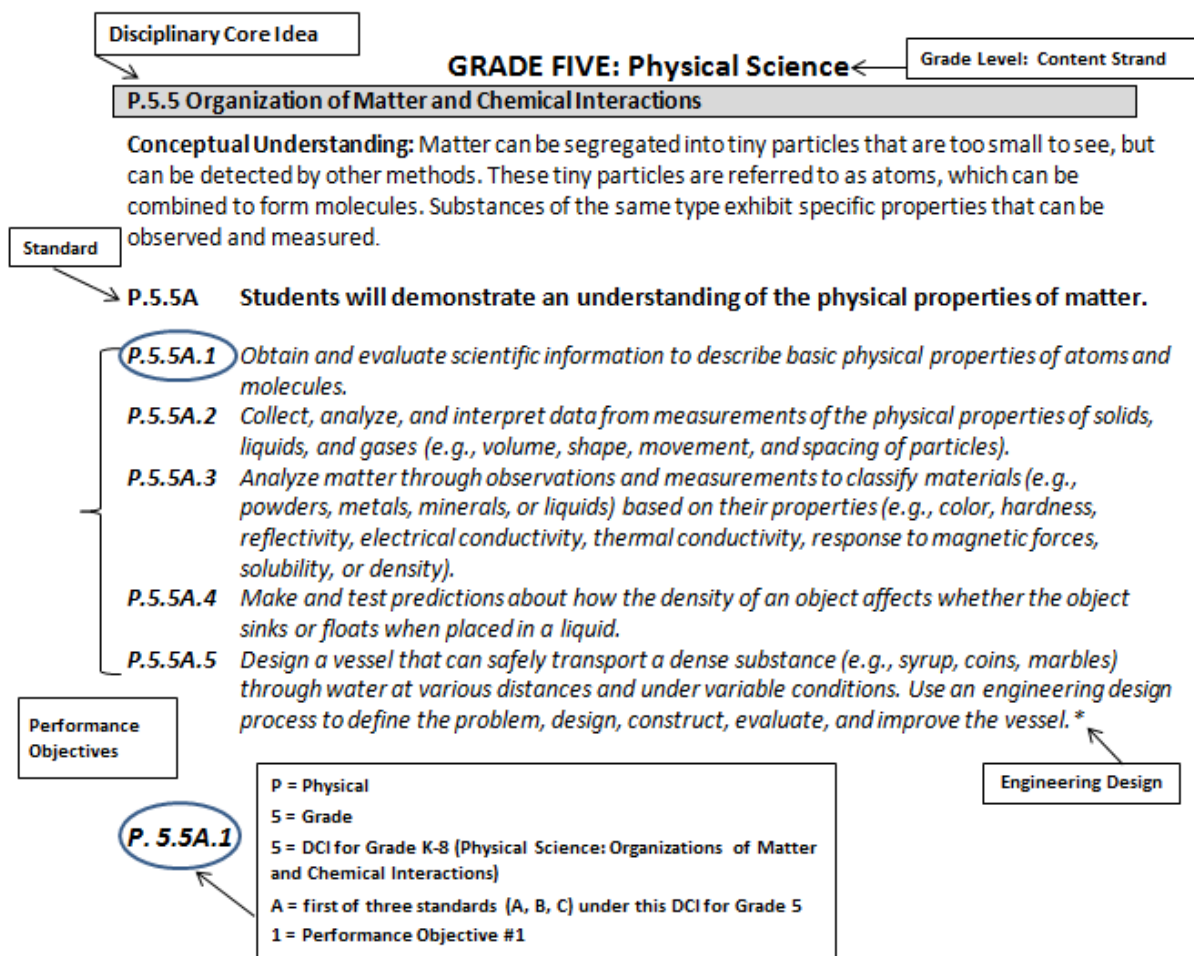 Disciplinary Core Idea
GRADE FIVE: Physical Science
Grade Level: Content Strand
P.5.5 Organization of Matter and Chemical Interactions
Conceptual Understanding: Matter can be segregated into tiny particles that are too small to see, but
can be detected by other methods. These tiny particles are referred to as atoms, which can be
combined to form molecules. Substances of the same type exhibit specific properties that can be
observed and measured.
Standard
P.5.5A Students will demonstrate an understanding of the physical properties of matter.
P.5.5A.1 Obtain and evaluate scientific information to describe basic physical properties of atoms and
molecules.
P.5.5A.2 Collect, analyze, and interpret data from measurements of the physical properties of solids,
liquids, and gases (e.g., volume, shape, movement, and spacing of particles).
P.5.5A.3 Analyze matter through observations and measurements to classify materials (e.g.,
powders, metals, minerals, or liquids) based on their properties (e.g., color, hardness,
reflectivity, electrical conductivity, thermal conductivity, response to magnetic forces,
solubility, or density).
P.5.5A.4 Make and test predictions about how the density of an object affects whether the object
sinks or floats when placed in a liquid.
P.5.5A.5 Design a vessel that can safely transport a dense substance (e.g., syrup, coins, marbles)
through water at various distances and under variable conditions. Use an engineering design
process to define the problem, design, construct, evaluate, and improve the vessel.*
Performance
Objectives
Engineering Design
P. 5.5A.1
P = Physical
5 = Grade
5 = DCI for Grade K-8 (Physical Science: Organizations of Matter
and Chemical Interactions)
A = first of three standards (A, B, C) under this DCI for Grade 5
1 = Performance Objective #1